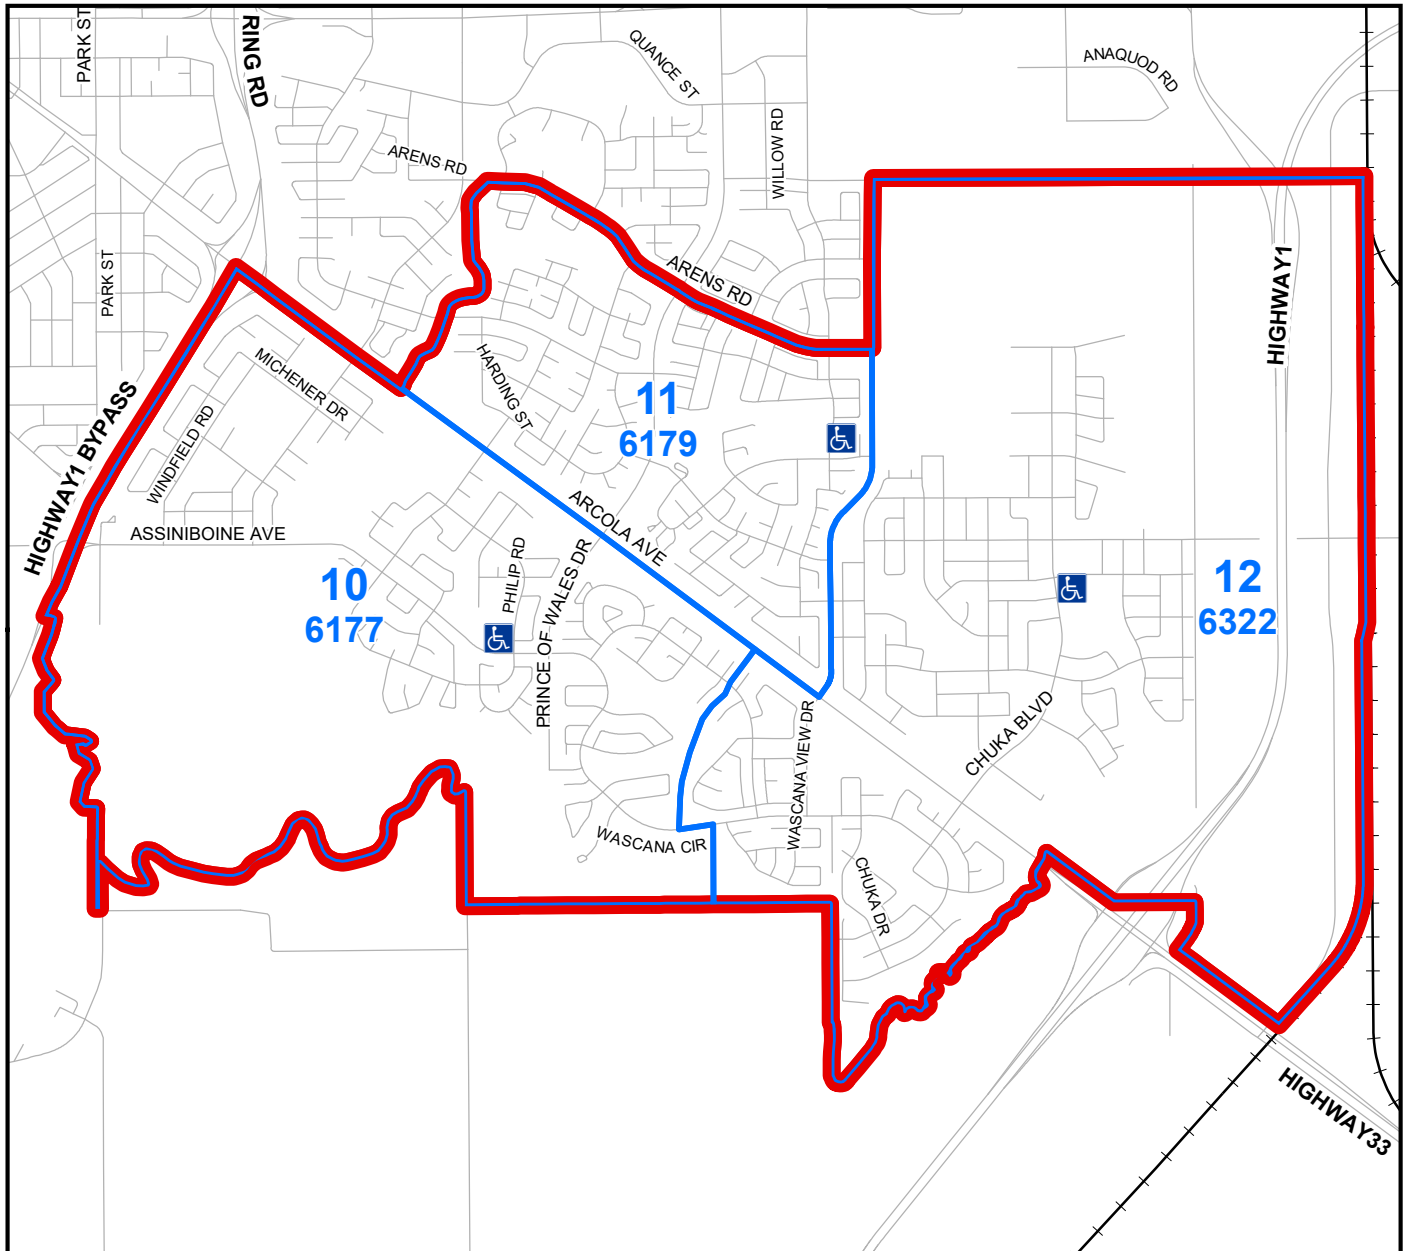 PARK ST
RING RD
QUANCE ST
ANAQUOD RD
WILLOW RD
ARENS RD
PARK ST
ARENS RD
HIGHWAY1
MICHENER DR
HARDING ST
11
6179
HIGHWAY1 BYPASS
WINDFIELD RD
ARCOLA AVE
ASSINIBOINE AVE
PHILIP RD
PRINCE OF WALES DR
10
6177
12
6322
WASCANA VIEW DR
CHUKA BLVD
WASCANA CIR
CHUKA DR
HIGHWAY33